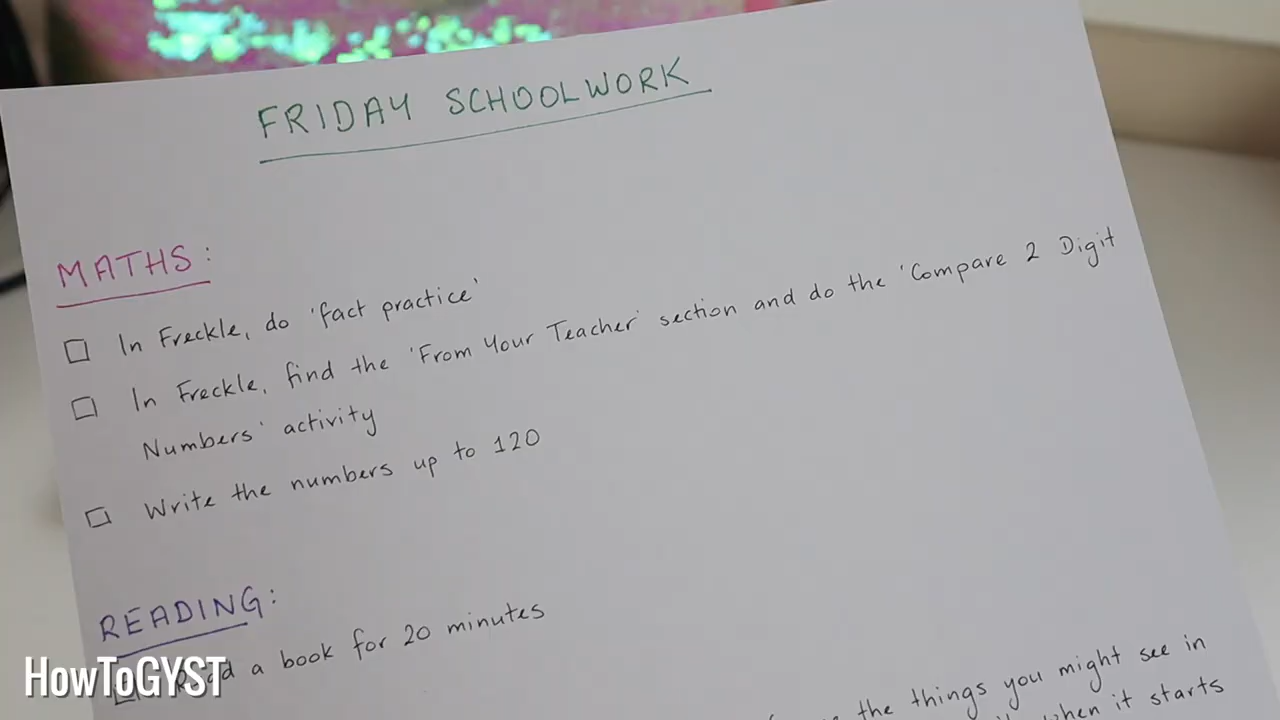 FRIDAY SCHOOLWORK
MATHS:
In Freckle, do 'fact practice'
In Freckle, find the 'From Your Teacher' section and do the 'Compare 2 Digit
Numbers' activity
Write the numbers up to 120
READING:
Read a book for 20 minutes
the things you might see in
when it starts
HowToGYST